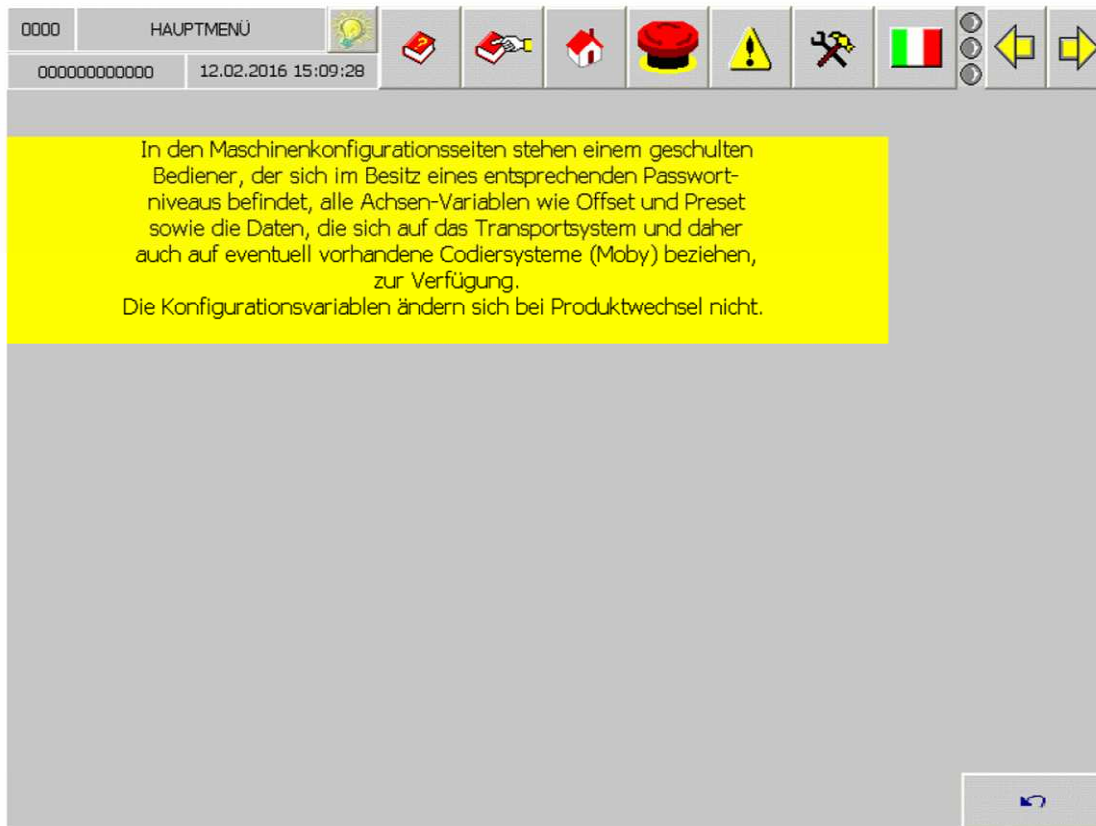 0000 HAUPTMENÜ
000000000000 12.02.2016 15:09:28
In den Maschinenkonfigurationsseiten stehen einem geschulten
Bediener, der sich im Besitz eines entsprechenden Passwort-
niveaus befindet, alle Achsen-Variablen wie Offset und Preset
sowie die Daten, die sich auf das Transportsystem und daher
auch auf eventuell vorhandene Codiersysteme (Moby) beziehen,
zur Verfügung.
Die Konfigurationsvariablen ändern sich bei Produktwechsel nicht.